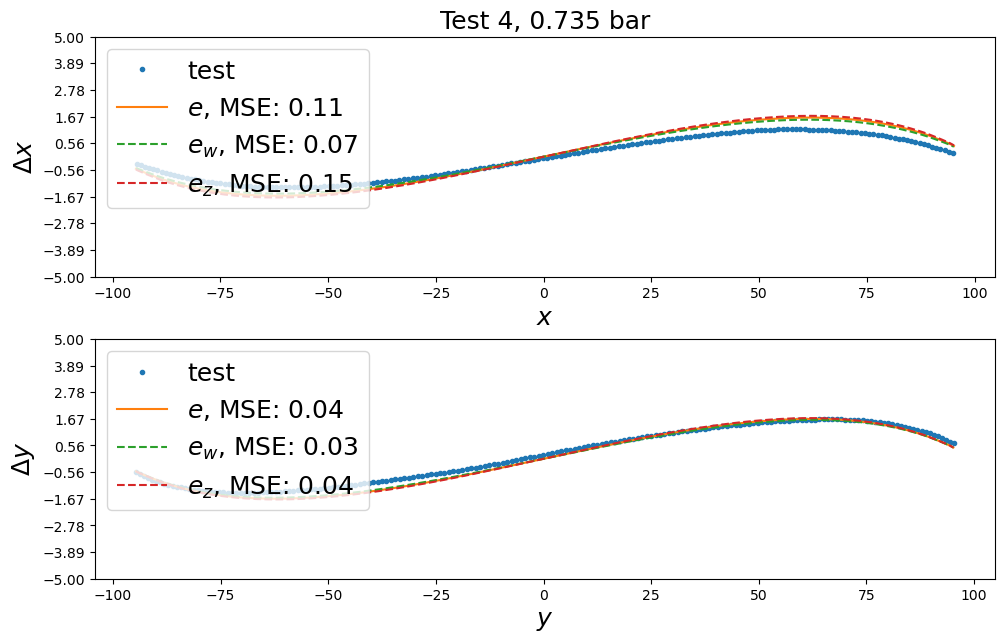 Test 4, 0.735 bar
5.00
3.89
2.78
1.67
0.56
−0.56
−1.67
−2.78
−3.89
−5.00
Δx
test
e, MSE: 0.11
e_w, MSE: 0.07
e_z, MSE: 0.15
−100 −75 −50 −25 0 25 50 75 100
x
5.00
3.89
2.78
1.67
0.56
−0.56
−1.67
−2.78
−3.89
−5.00
Δy
test
e, MSE: 0.04
e_w, MSE: 0.03
e_z, MSE: 0.04
−100 −75 −50 −25 0 25 50 75 100
y